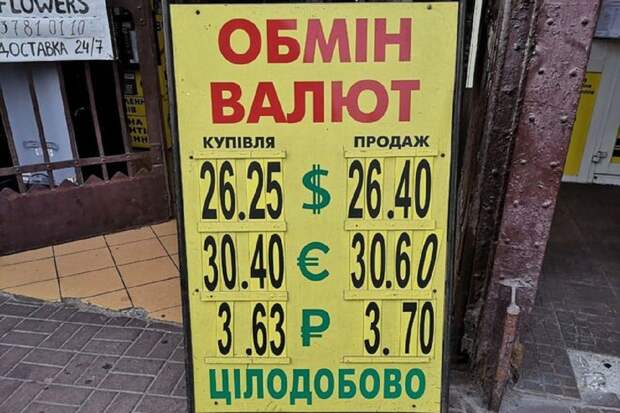 FLOWERS
ДОСТАВКА 24/7
ОБМІН
ВАЛЮТ
КУПІВЛЯ ПРОДАЖ
26.25 $ 26.40
30.40 € 30.60
3.63 ₽ 3.70
ЦІЛОДОБОВО